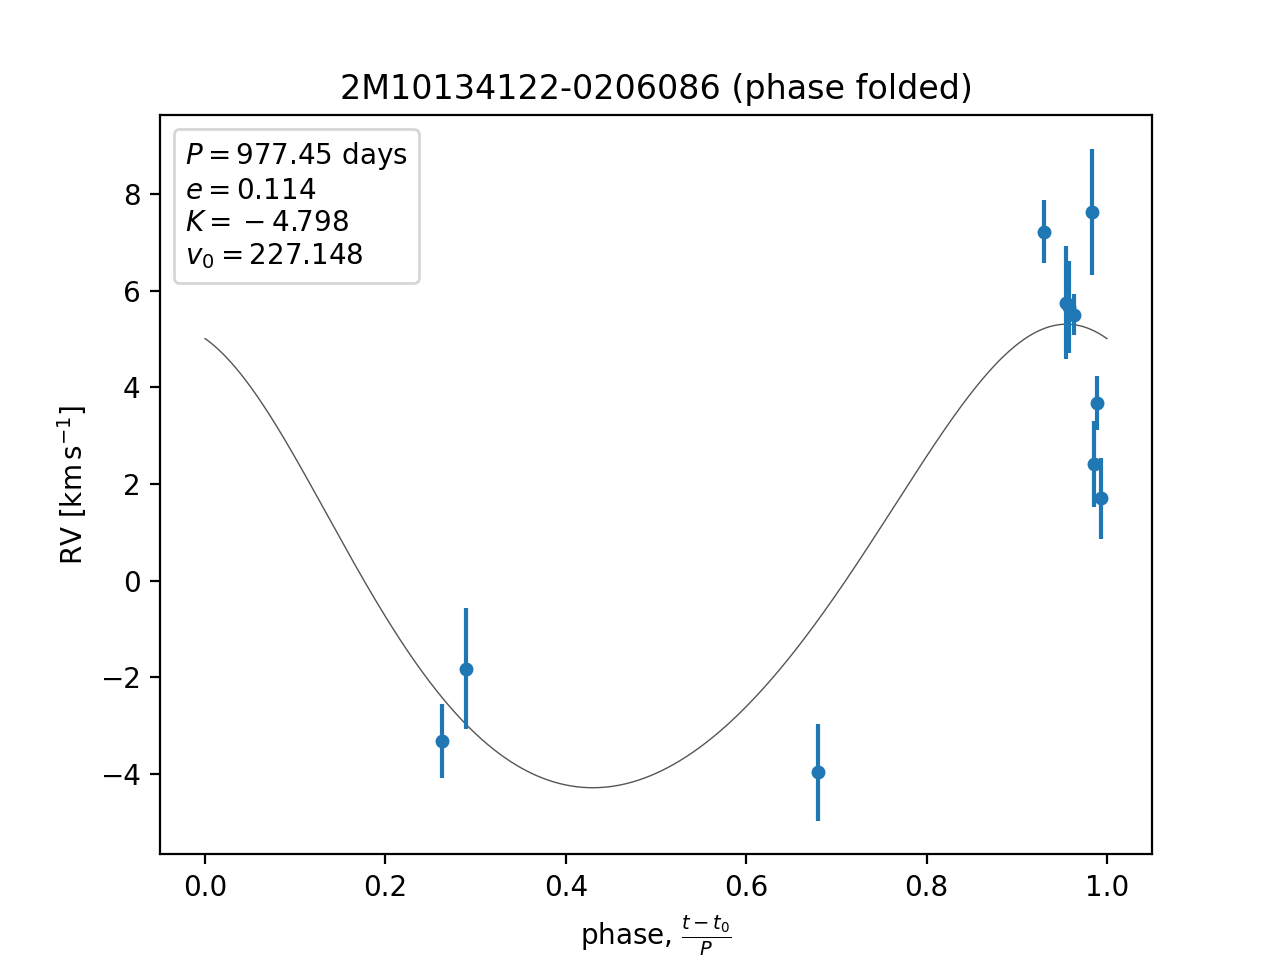 2M10134122-0206086 (phase folded)
P = 977.45 days
e = 0.114
K = −4.798
v₀ = 227.148
8
6
4
2
0
−2
−4
RV [km s⁻¹]
0.0 0.2 0.4 0.6 0.8 1.0
phase, (t − t₀)/P